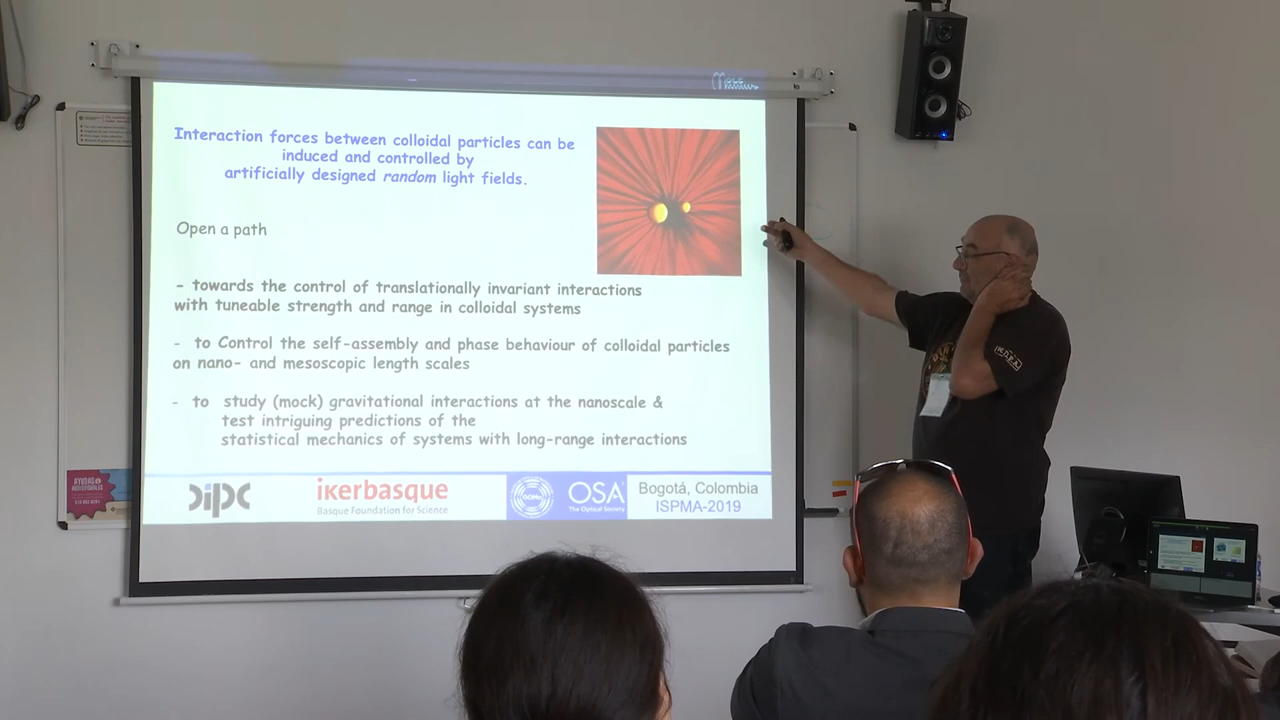 Interaction forces between colloidal particles can be
induced and controlled by
artificially designed random light fields.
Open a path
- towards the control of translationally invariant interactions
with tuneable strength and range in colloidal systems
- to Control the self-assembly and phase behaviour of colloidal particles
on nano- and mesoscopic length scales
- to study (mock) gravitational interactions at the nanoscale &
test intriguing predictions of the
statistical mechanics of systems with long-range interactions
dipc
ikerbasque
Basque Foundation for Science
OSA
The Optical Society
Bogotá, Colombia
ISPMA-2019
AYUDAS